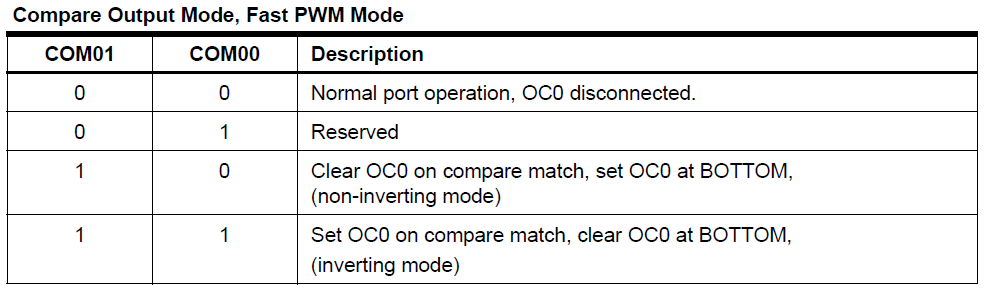 Compare Output Mode, Fast PWM Mode
COM01 COM00 Description
0 0 Normal port operation, OC0 disconnected.
0 1 Reserved
1 0 Clear OC0 on compare match, set OC0 at BOTTOM,
(non-inverting mode)
1 1 Set OC0 on compare match, clear OC0 at BOTTOM,
(inverting mode)